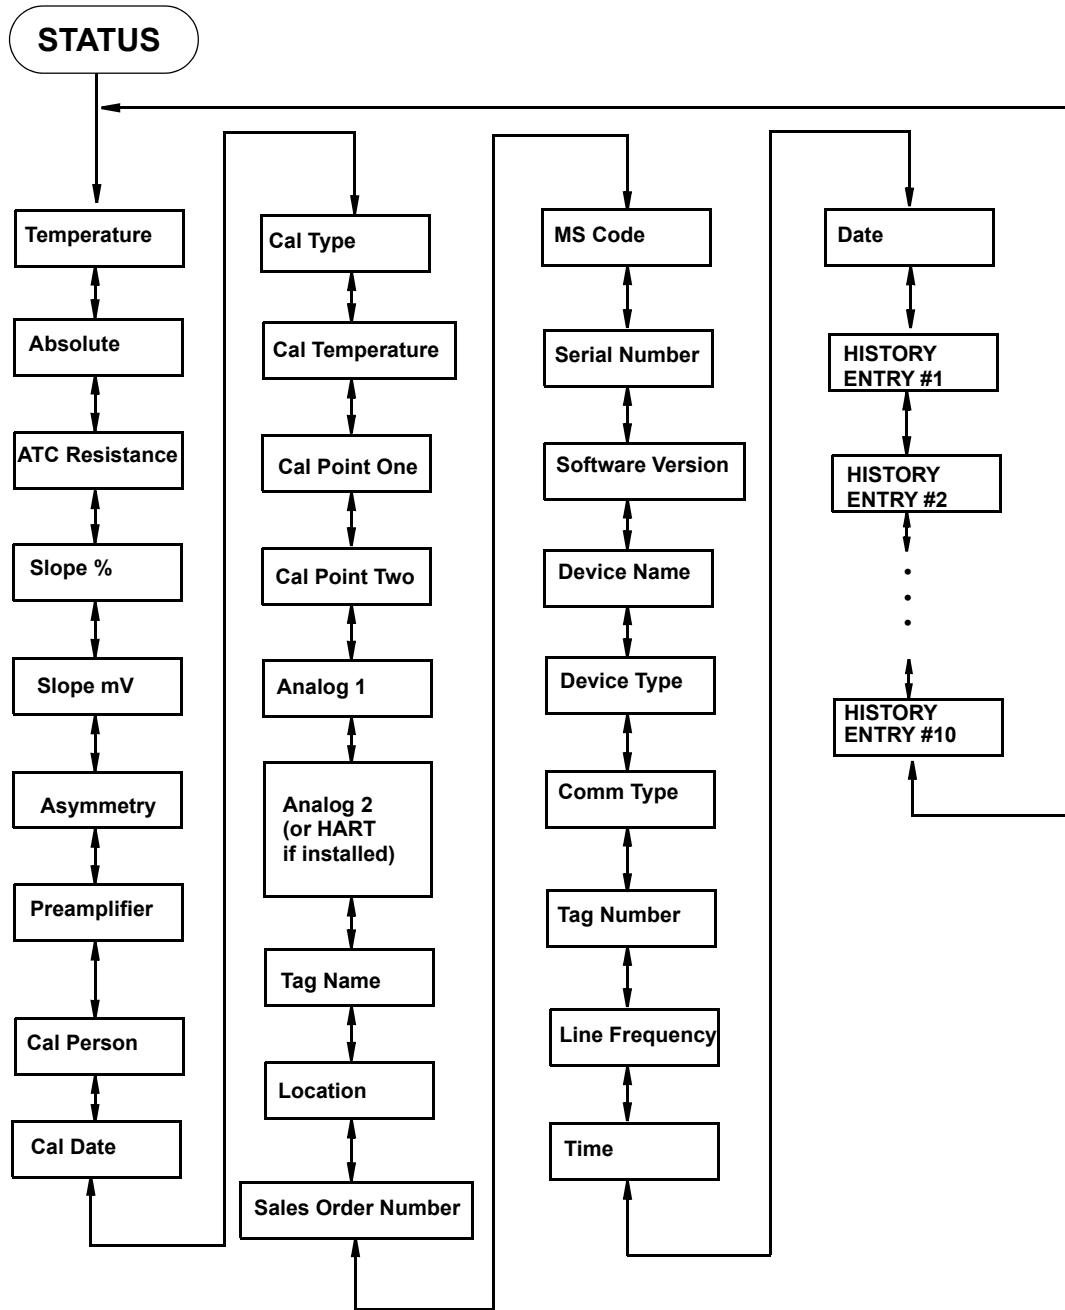 STATUS
Temperature
Absolute
ATC Resistance
Slope %
Slope mV
Asymmetry
Preamplifier
Cal Person
Cal Date
Cal Type
Cal Temperature
Cal Point One
Cal Point Two
Analog 1
Analog 2
(or HART
if installed)
Tag Name
Location
Sales Order Number
MS Code
Serial Number
Software Version
Device Name
Device Type
Comm Type
Tag Number
Line Frequency
Time
Date
HISTORY
ENTRY #1
HISTORY
ENTRY #2
HISTORY
ENTRY #10